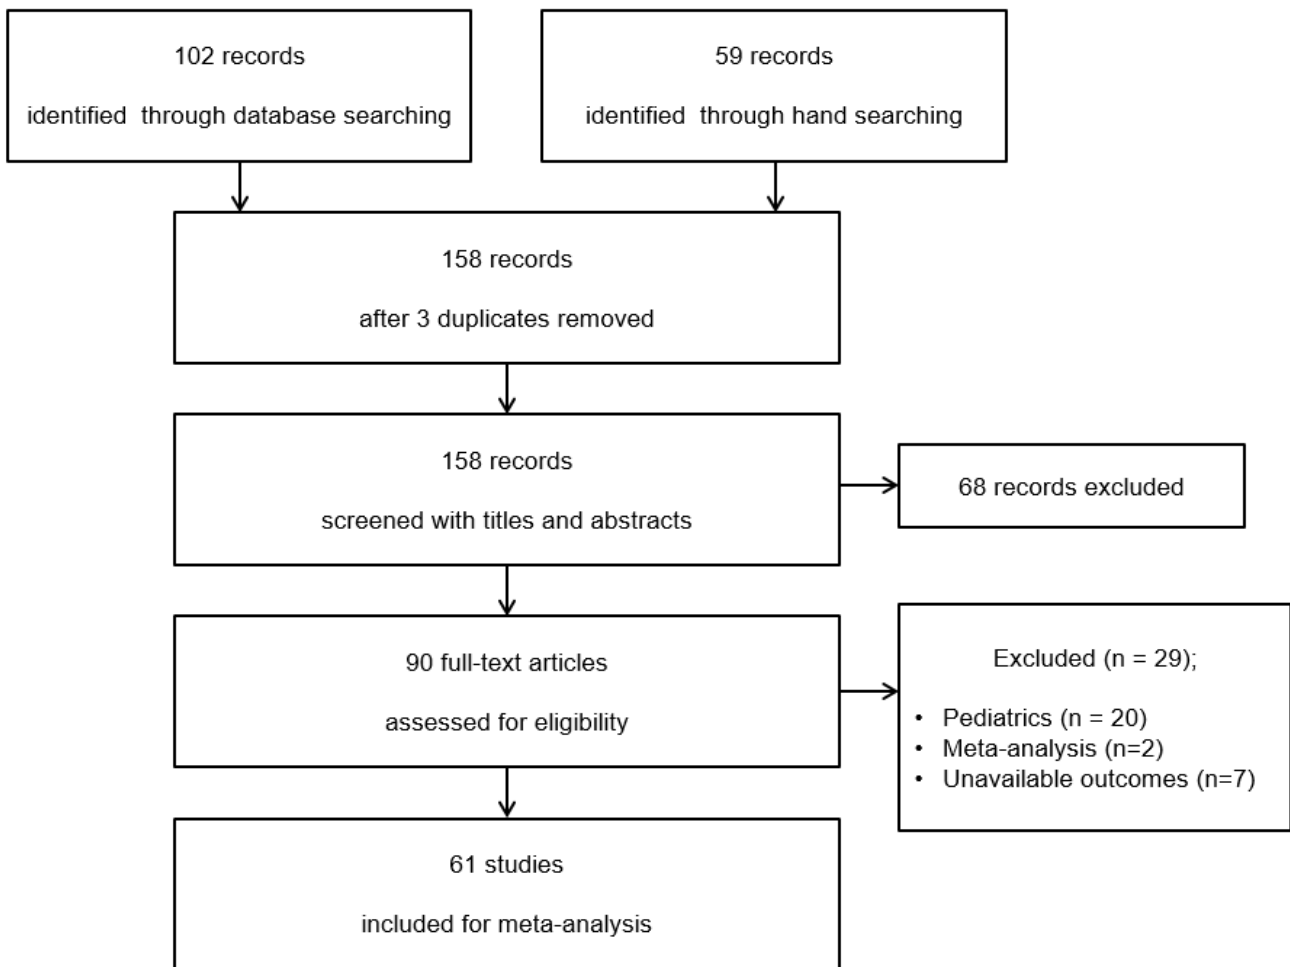 102 records
identified through database searching
59 records
identified through hand searching
158 records
after 3 duplicates removed
158 records
screened with titles and abstracts
68 records excluded
90 full-text articles
assessed for eligibility
Excluded (n = 29);
• Pediatrics (n = 20)
• Meta-analysis (n=2)
• Unavailable outcomes (n=7)
61 studies
included for meta-analysis